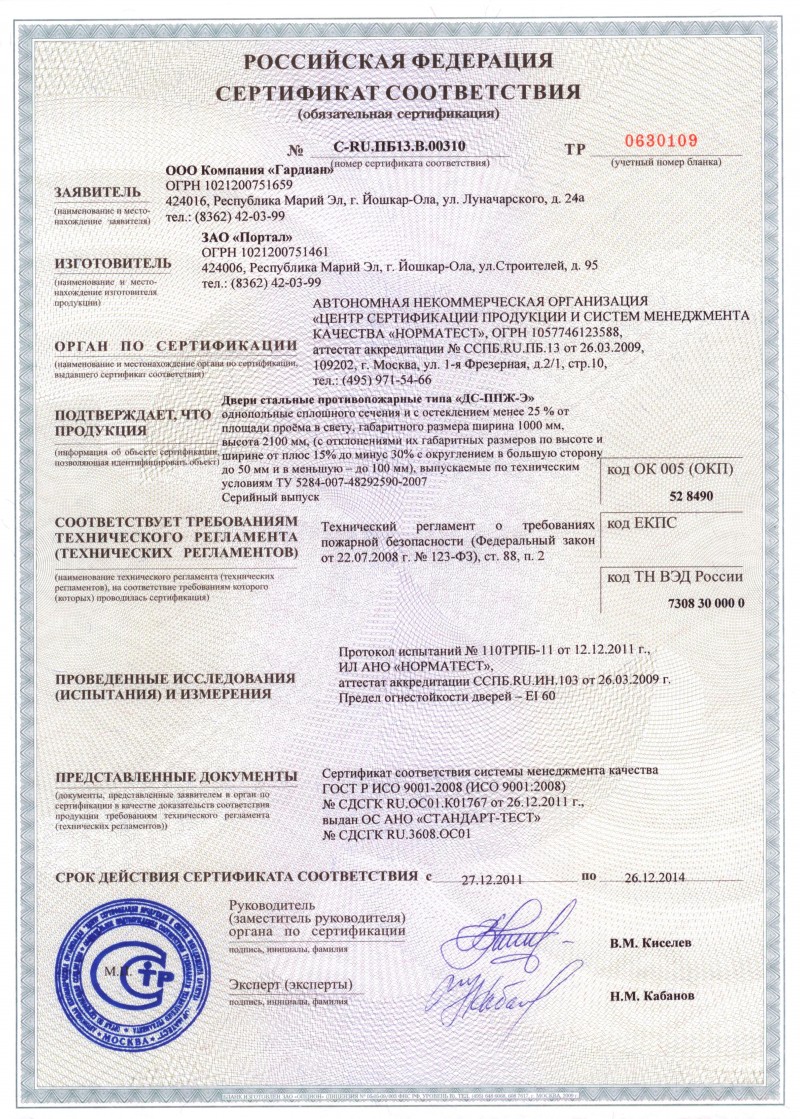 РОССИЙСКАЯ ФЕДЕРАЦИЯ
СЕРТИФИКАТ СООТВЕТСТВИЯ
(обязательная сертификация)
№ C-RU.ПБ13.В.00310 ТР 0630109
(номер сертификата соответствия) (учетный номер бланка)
ООО Компания «Гардиан»
ЗАЯВИТЕЛЬ ОГРН 1021200751659
424016, Республика Марий Эл, г. Йошкар-Ола, ул. Луначарского, д. 24а
(наименование и место-
нахождение заявителя) тел.: (8362) 42-03-99
ЗАО «Портал»
ОГРН 1021200751461
ИЗГОТОВИТЕЛЬ 424006, Республика Марий Эл, г. Йошкар-Ола, ул.Строителей, д. 95
(наименование и место-
нахождение изготовителя
продукции) тел.: (8362) 42-03-99
АВТОНОМНАЯ НЕКОММЕРЧЕСКАЯ ОРГАНИЗАЦИЯ
«ЦЕНТР СЕРТИФИКАЦИИ ПРОДУКЦИИ И СИСТЕМ МЕНЕДЖМЕНТА
КАЧЕСТВА «НОРМАТЕСТ», ОГРН 1057746123588,
ОРГАН ПО СЕРТИФИКАЦИИ аттестат аккредитации № ССПБ.RU.ПБ.13 от 26.03.2009,
(наименование и местонахождение органа по сертификации,
выдавшего сертификат соответствия)
109202, г. Москва, ул. 1-я Фрезерная, д.2/1, стр.10,
тел.: (495) 971-54-66
ПОДТВЕРЖДАЕТ, ЧТО
ПРОДУКЦИЯ
(информация об объекте сертификации,
позволяющая идентифицировать объект)
Двери стальные противопожарные типа «ДС-ППЖ-Э»
однопольные сплошного сечения и с остеклением менее 25 % от
площади проёма в свету, габаритного размера ширина 1000 мм,
высота 2100 мм, (с отклонениями их габаритных размеров по высоте и
ширине от плюс 15% до минус 30% с округлением в большую сторону
до 50 мм и в меньшую – до 100 мм), выпускаемые по техническим
условиям ТУ 5284-007-48292590-2007
Серийный выпуск
код ОК 005 (ОКП)
52 8490
СООТВЕТСТВУЕТ ТРЕБОВАНИЯМ
ТЕХНИЧЕСКОГО РЕГЛАМЕНТА
(ТЕХНИЧЕСКИХ РЕГЛАМЕНТОВ)
(наименование технического регламента (технических
регламентов), на соответствие требованиям которого
(которых) проводилась сертификация)
Технический регламент о требованиях
пожарной безопасности (Федеральный закон
от 22.07.2008 г. № 123-ФЗ), ст. 88, п. 2
код ЕКПС
код ТН ВЭД России
7308 30 000 0
ПРОВЕДЕННЫЕ ИССЛЕДОВАНИЯ
(ИСПЫТАНИЯ) И ИЗМЕРЕНИЯ
Протокол испытаний № 110ТРПБ-11 от 12.12.2011 г.,
ИЛ АНО «НОРМАТЕСТ»,
аттестат аккредитации ССПБ.RU.ИН.103 от 26.03.2009 г.
Предел огнестойкости дверей – EI 60
ПРЕДСТАВЛЕННЫЕ ДОКУМЕНТЫ
(документы, представленные заявителем в орган по
сертификации в качестве доказательств соответствия
продукции требованиям технического регламента
(технических регламентов))
Сертификат соответствия системы менеджмента качества
ГОСТ Р ИСО 9001-2008 (ИСО 9001:2008)
№ СДСГК RU.ОС01.К01767 от 26.12.2011 г.,
вылан ОС АНО «СТАНДАРТ-ТЕСТ»
№ СДСГК RU.3608.ОС01
СРОК ДЕЙСТВИЯ СЕРТИФИКАТА СООТВЕТСТВИЯ с 27.12.2011 по 26.12.2014
Руководитель
(заместитель руководителя)
органа по сертификации
подпись, инициалы, фамилия
В.М. Киселев
М.П.
Эксперт (эксперты)
подпись, инициалы, фамилия
Н.М. Кабанов
МОСКВА